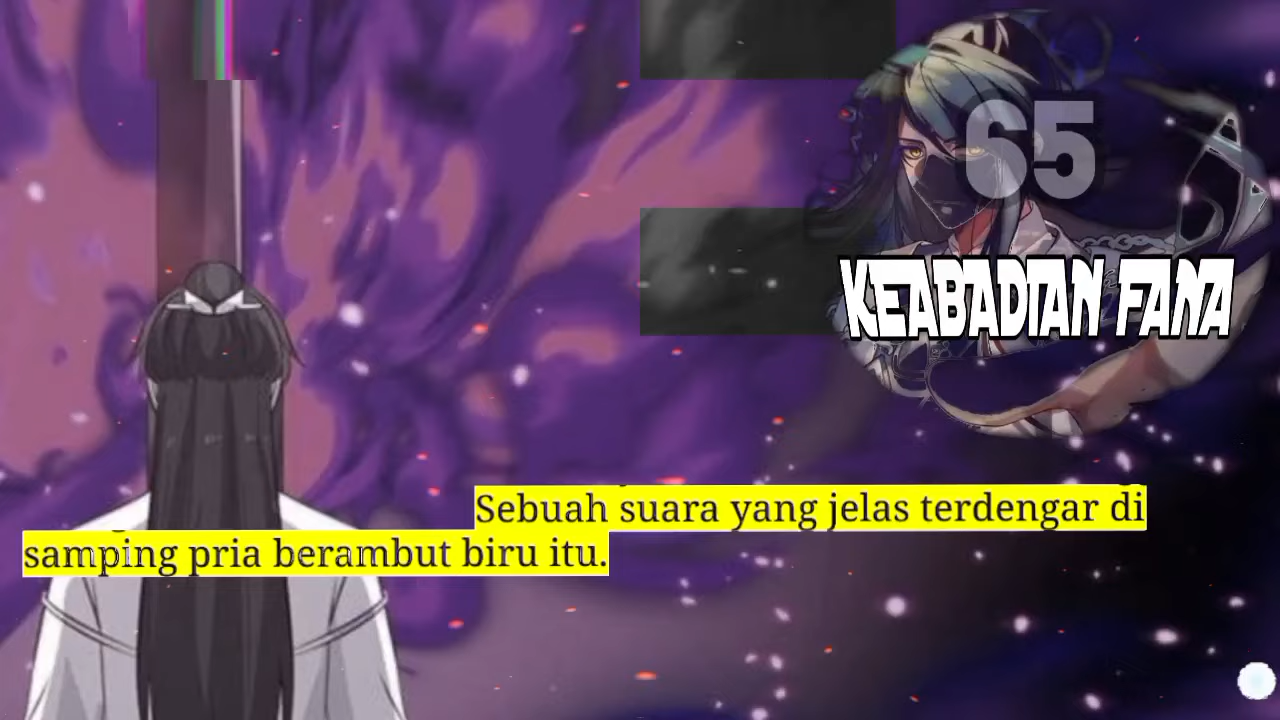 65
KEABADIAN FANA
Sebuah suara yang jelas terdengar di
samping pria berambut biru itu.